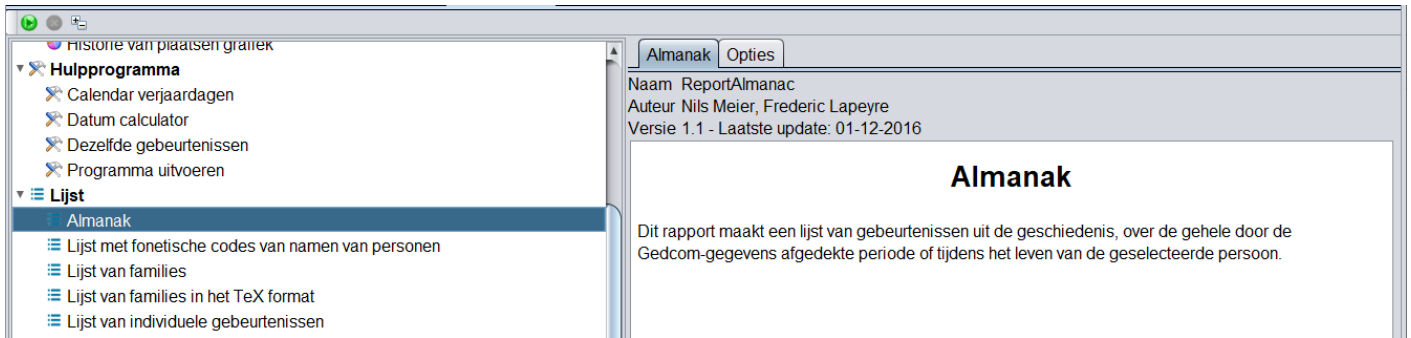 Historie van plaatsen grafiek
Hulpprogramma
Calendar verjaardagen
Datum calculator
Dezelfde gebeurtenissen
Programma uitvoeren
Lijst
Almanak
Lijst met fonetische codes van namen van personen
Lijst van families
Lijst van families in het TeX format
Lijst van individuele gebeurtenissen
Almanak Opties
Naam ReportAlmanac
Auteur Nils Meier, Frederic Lapeyre
Versie 1.1 - Laatste update: 01-12-2016
Almanak
Dit rapport maakt een lijst van gebeurtenissen uit de geschiedenis, over de gehele door de
Gedcom-gegevens afgedekte periode of tijdens het leven van de geselecteerde persoon.